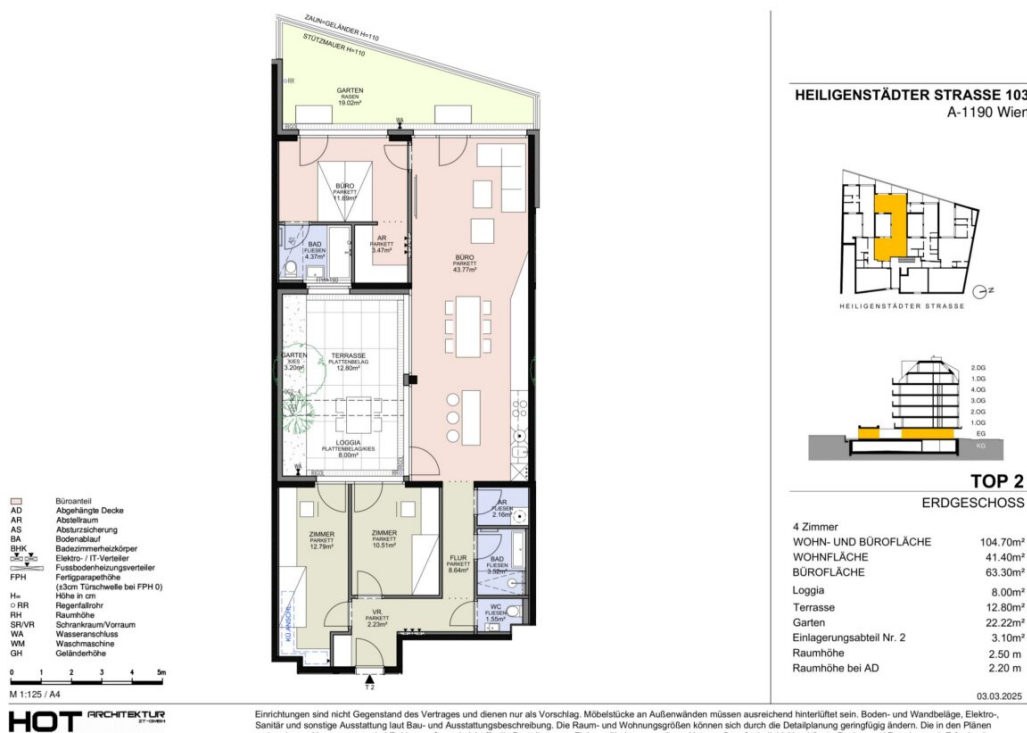 ZAUN=GELÄNDER H=110
STÜTZMAUER H=110
RR
GARTEN
RASEN
19.02m²
WA
BÜRO
PARKETT
11.69m²
BAD
FLIESEN
4.37m²
AR
PARKETT
3.47m²
BÜRO
PARKETT
43.77m²
GARTEN
KIES
3.20m²
TERRASSE
PLATTENBELAG
12.80m²
LOGGIA
PLATTENBELAG/KIES
8.00m²
WA
RR
ZIMMER
PARKETT
12.79m²
ZIMMER
PARKETT
10.51m²
FLUR
PARKETT
8.64m²
AR
FLIESEN
2.16m²
BAD
FLIESEN
3.52m²
WC
FLIESEN
1.55m²
VR.
PARKETT
2.23m²
KÜ ANSCHL.
T 2
HEILIGENSTÄDTER STRASSE 103
A-1190 Wien
N
HEILIGENSTÄDTER STRASSE
2.DG
1.DG
4.OG
3.OG
2.OG
1.OG
EG
KG
TOP 2
ERDGESCHOSS
4 Zimmer
WOHN- UND BÜROFLÄCHE 104.70m²
WOHNFLÄCHE 41.40m²
BÜROFLÄCHE 63.30m²
Loggia 8.00m²
Terrasse 12.80m²
Garten 22.22m²
Einlagerungsabteil Nr. 2 3.10m²
Raumhöhe 2.50 m
Raumhöhe bei AD 2.20 m
03.03.2025
Büroanteil
AD Abgehängte Decke
AR Abstellraum
AS Absturzsicherung
BA Bodenablauf
BHK Badezimmerheizkörper
Elektro- / IT-Verteiler
Fussbodenheizungsverteiler
FPH Fertigparapethöhe
(±3cm Türschwelle bei FPH 0)
H= Höhe in cm
RR Regenfallrohr
RH Raumhöhe
SR/VR Schrankraum/Vorraum
WA Wasseranschluss
WM Waschmaschine
GH Geländerhöhe
0 1 2 3 4 5m
M 1:125 / A4
HOT ARCHITEKTUR
ZT-GMBH
Einrichtungen sind nicht Gegenstand des Vertrages und dienen nur als Vorschlag. Möbelstücke an Außenwänden müssen ausreichend hinterlüftet sein. Boden- und Wandbeläge, Elektro-,
Sanitär und sonstige Ausstattung laut Bau- und Ausstattungsbeschreibung. Die Raum- und Wohnungsgrößen können sich durch die Detailplanung geringfügig ändern. Die in den Plänen